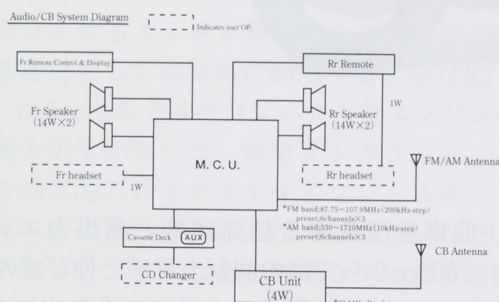 Audio/CB System Diagram
Indicates user OP.
Fr Remote Control & Display
Rr Remote
1W
Fr Speaker
(14W×2)
Rr Speaker
(14W×2)
M. C. U.
FM/AM Antenna
Fr headset
1W
Rr headset
*FM band;87.75-107.9MHz(200kHz-step)
preset;6channels×3
*AM band;530~1710MHz(10kHz-step)
preset;6channels×3
Cassette Deck
AUX
CD Changer
CB Antenna
CB Unit
(4W)